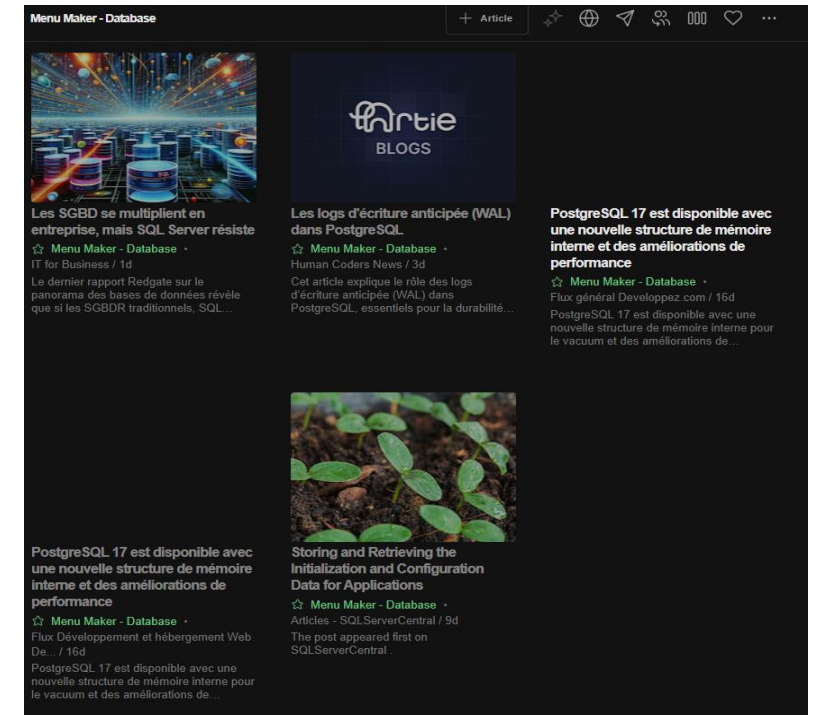 Menu Maker - Database
+ Article
artie
BLOGS
Les SGBD se multiplient en
entreprise, mais SQL Server résiste
Menu Maker - Database •
IT for Business / 1d
Le dernier rapport Redgate sur le
panorama des bases de données révèle
que si les SGBDR traditionnels, SQL...
Les logs d'écriture anticipée (WAL)
dans PostgreSQL
Menu Maker - Database •
Human Coders News / 3d
Cet article explique le rôle des logs
d'écriture anticipée (WAL) dans
PostgreSQL, essentiels pour la durabilité...
PostgreSQL 17 est disponible avec
une nouvelle structure de mémoire
interne et des améliorations de
performance
Menu Maker - Database •
Flux général Developpez.com / 16d
PostgreSQL 17 est disponible avec une
nouvelle structure de mémoire interne pour
le vacuum et des améliorations de...
PostgreSQL 17 est disponible avec
une nouvelle structure de mémoire
interne et des améliorations de
performance
Menu Maker - Database •
Flux Développement et hébergement Web
De... / 16d
PostgreSQL 17 est disponible avec une
nouvelle structure de mémoire interne pour
le vacuum et des améliorations de...
Storing and Retrieving the
Initialization and Configuration
Data for Applications
Menu Maker - Database •
Articles - SQLServerCentral / 9d
The post appeared first on
SQLServerCentral .